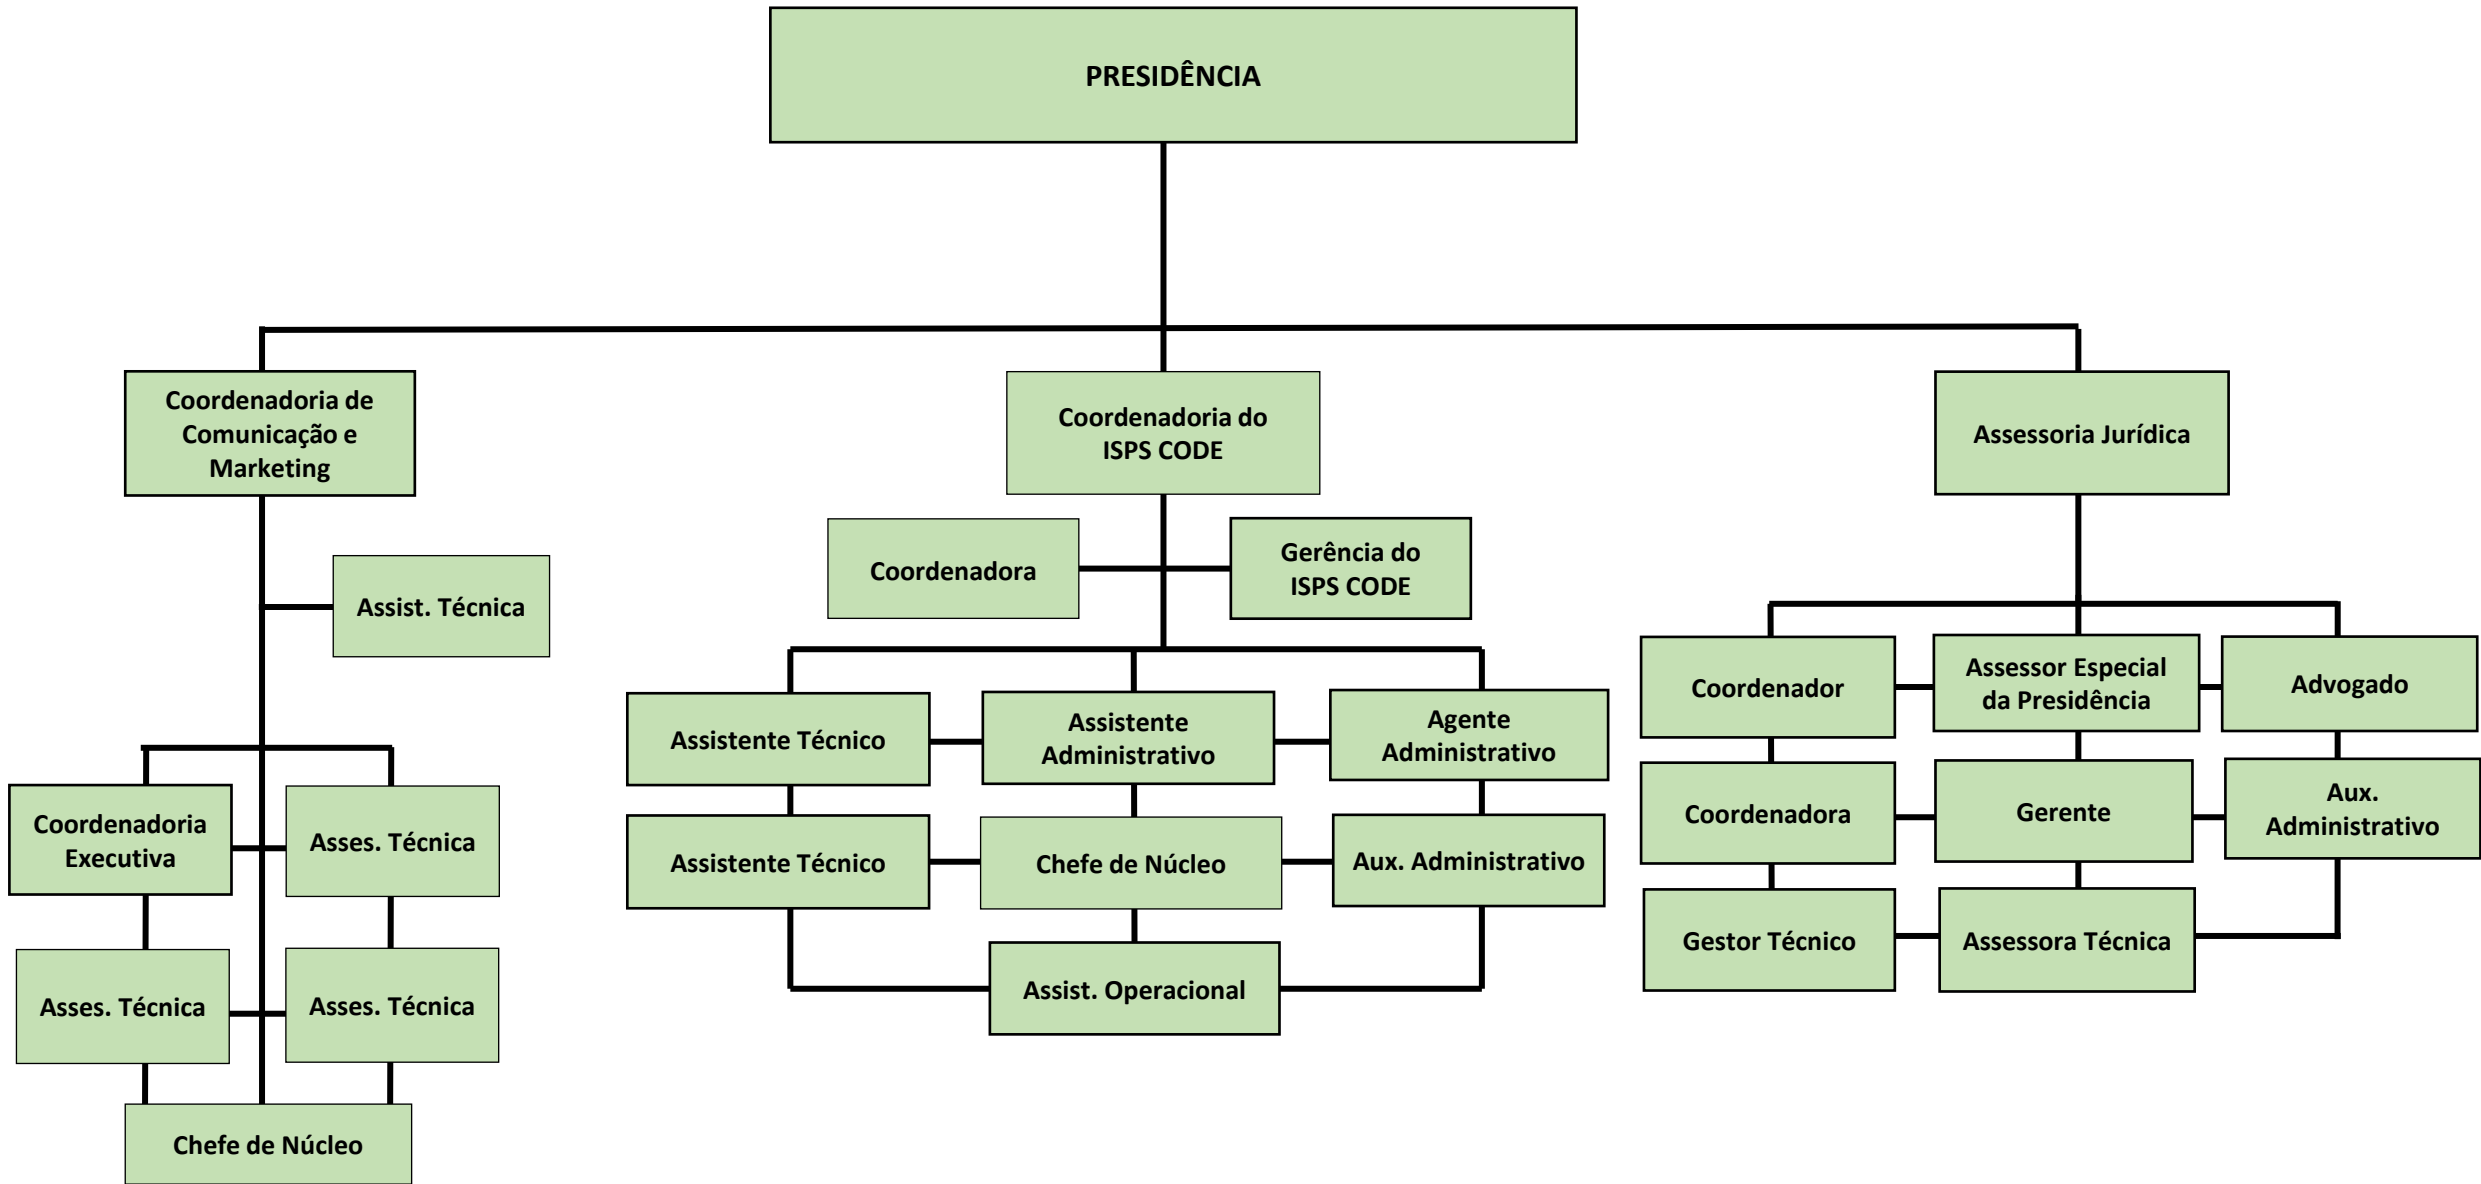 PRESIDÊNCIA
Coordenadoria de
Comunicação e
Marketing
Coordenadoria do
ISPS CODE
Assessoria Jurídica
Assist. Técnica
Coordenadoria
Executiva
Asses. Técnica
Asses. Técnica
Asses. Técnica
Chefe de Núcleo
Coordenadora
Gerência do
ISPS CODE
Assistente Técnico
Assistente
Administrativo
Agente
Administrativo
Assistente Técnico
Chefe de Núcleo
Aux. Administrativo
Assist. Operacional
Coordenador
Assessor Especial
da Presidência
Advogado
Coordenadora
Gerente
Aux.
Administrativo
Gestor Técnico
Assessora Técnica